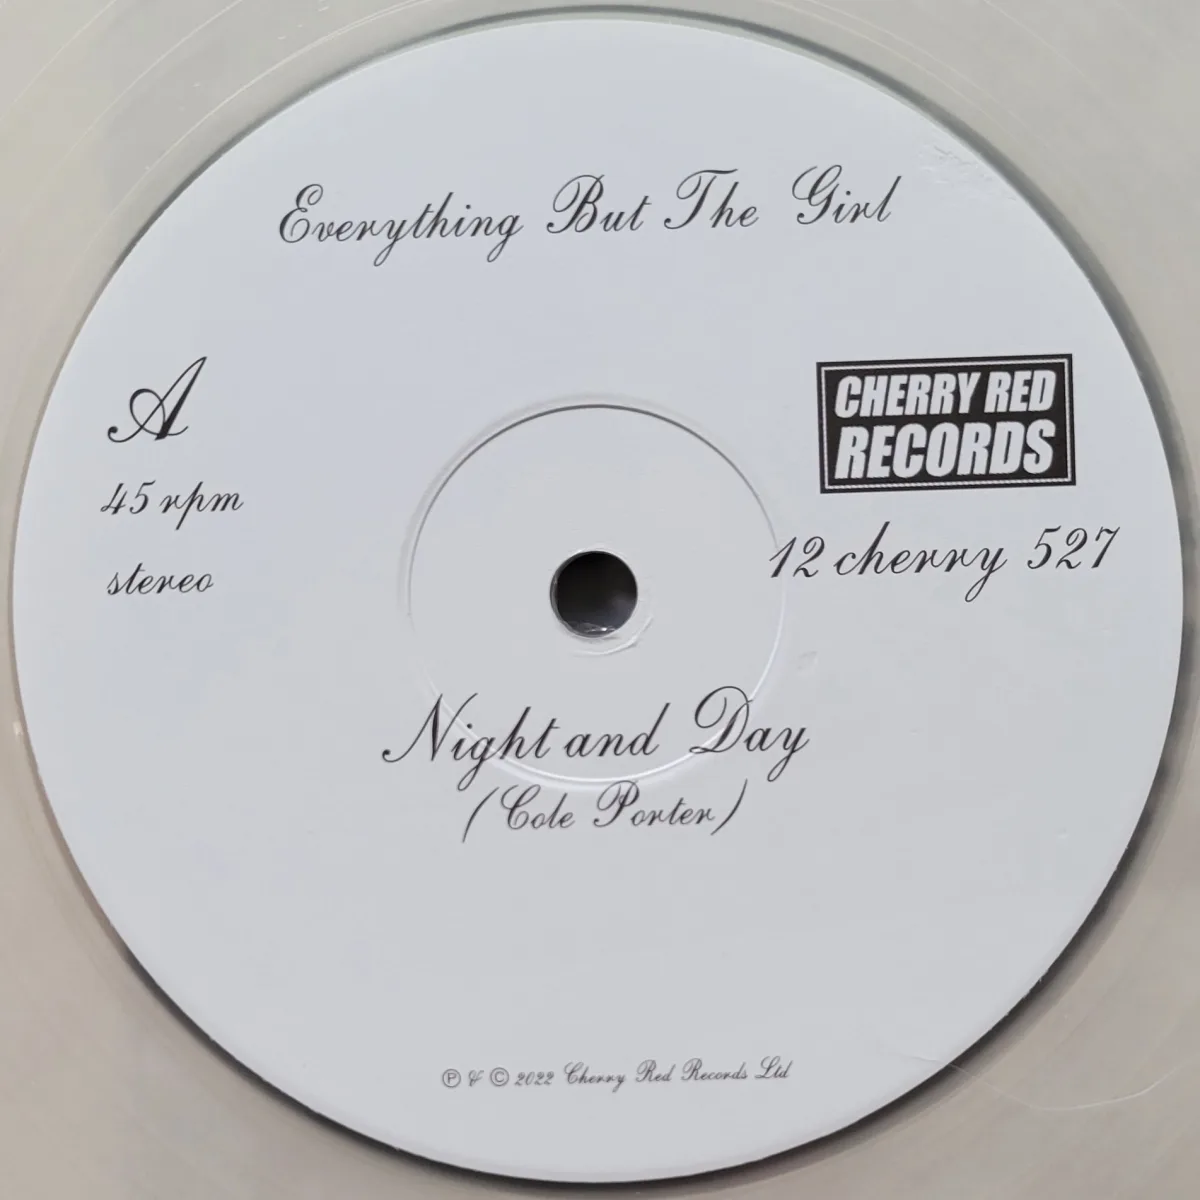 Everything But The Girl
A
45 rpm
stereo
CHERRY RED
RECORDS
12 cherry 527
Night and Day
(Cole Porter)
℗ & © 2022 Cherry Red Records Ltd